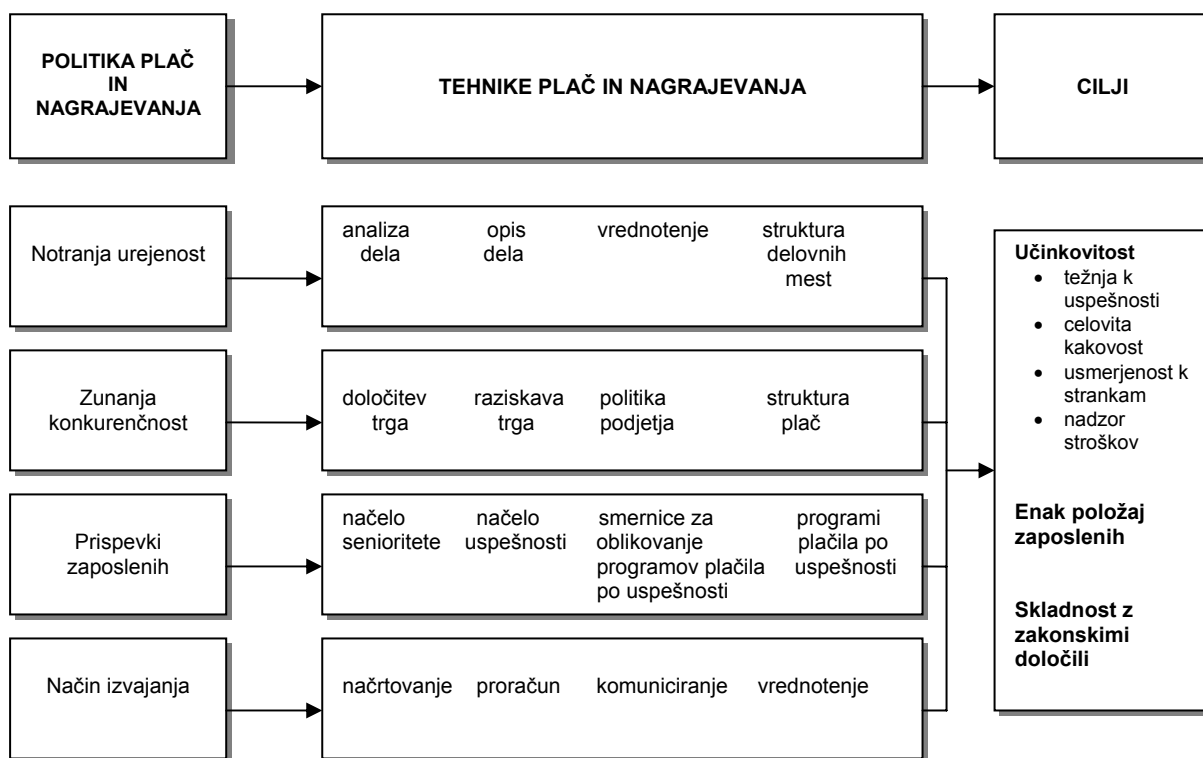 POLITIKA PLAČ
IN
NAGRAJEVANJA
TEHNIKE PLAČ IN NAGRAJEVANJA
CILJI
Notranja urejenost
analiza opis vrednotenje struktura
dela dela delovnih
mest
Zunanja
konkurenčnost
določitev raziskava politika struktura
trga trga podjetja plač
Prispevki
zaposlenih
načelo načelo smernice za programi
senioritete uspešnosti oblikovanje plačila po
programov plačila uspešnosti
po uspešnosti
Način izvajanja
načrtovanje proračun komuniciranje vrednotenje
Učinkovitost
• težnja k
uspešnosti
• celovita
kakovost
• usmerjenost k
strankam
• nadzor
stroškov
Enak položaj
zaposlenih
Skladnost z
zakonskimi
določili